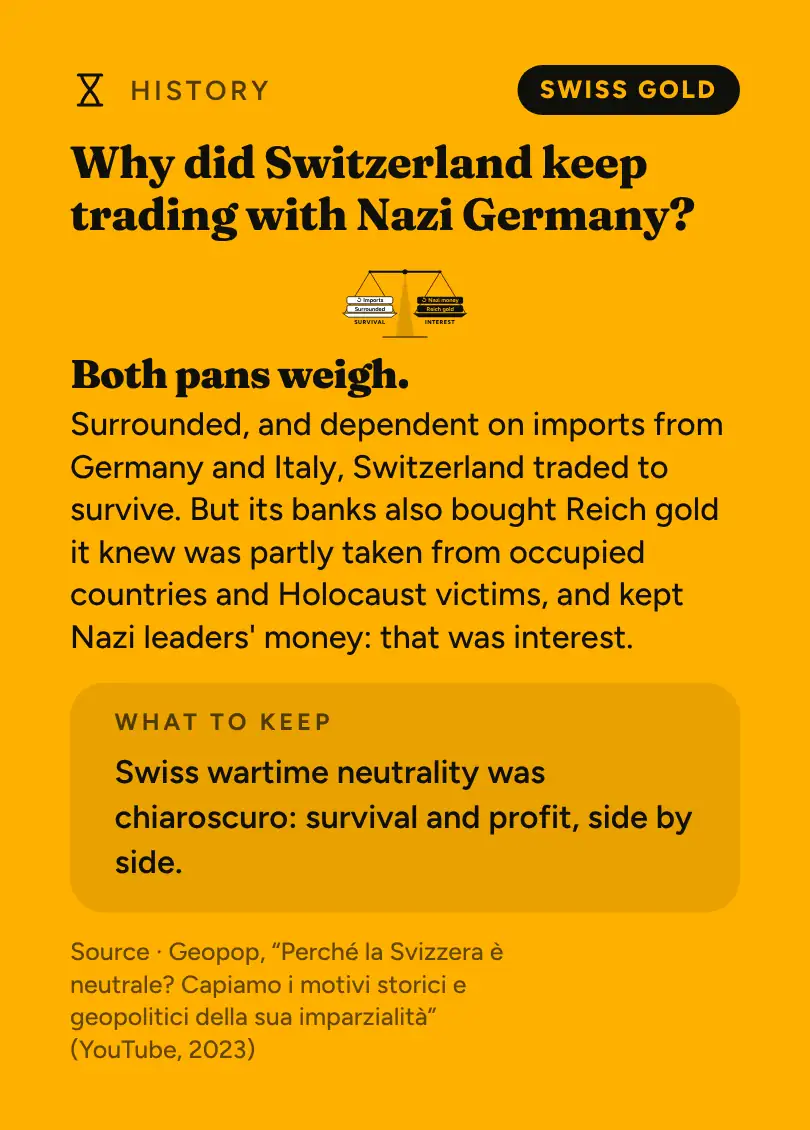 HISTORY
SWISS GOLD
Why did Switzerland keep
trading with Nazi Germany?
Imports
Surrounded
SURVIVAL
Nazi money
Reich gold
INTEREST
Both pans weigh.
Surrounded, and dependent on imports from
Germany and Italy, Switzerland traded to
survive. But its banks also bought Reich gold
it knew was partly taken from occupied
countries and Holocaust victims, and kept
Nazi leaders' money: that was interest.
WHAT TO KEEP
Swiss wartime neutrality was
chiaroscuro: survival and profit, side by
side.
Source · Geopop, “Perché la Svizzera è
neutrale? Capiamo i motivi storici e
geopolitici della sua imparzialità”
(YouTube, 2023)